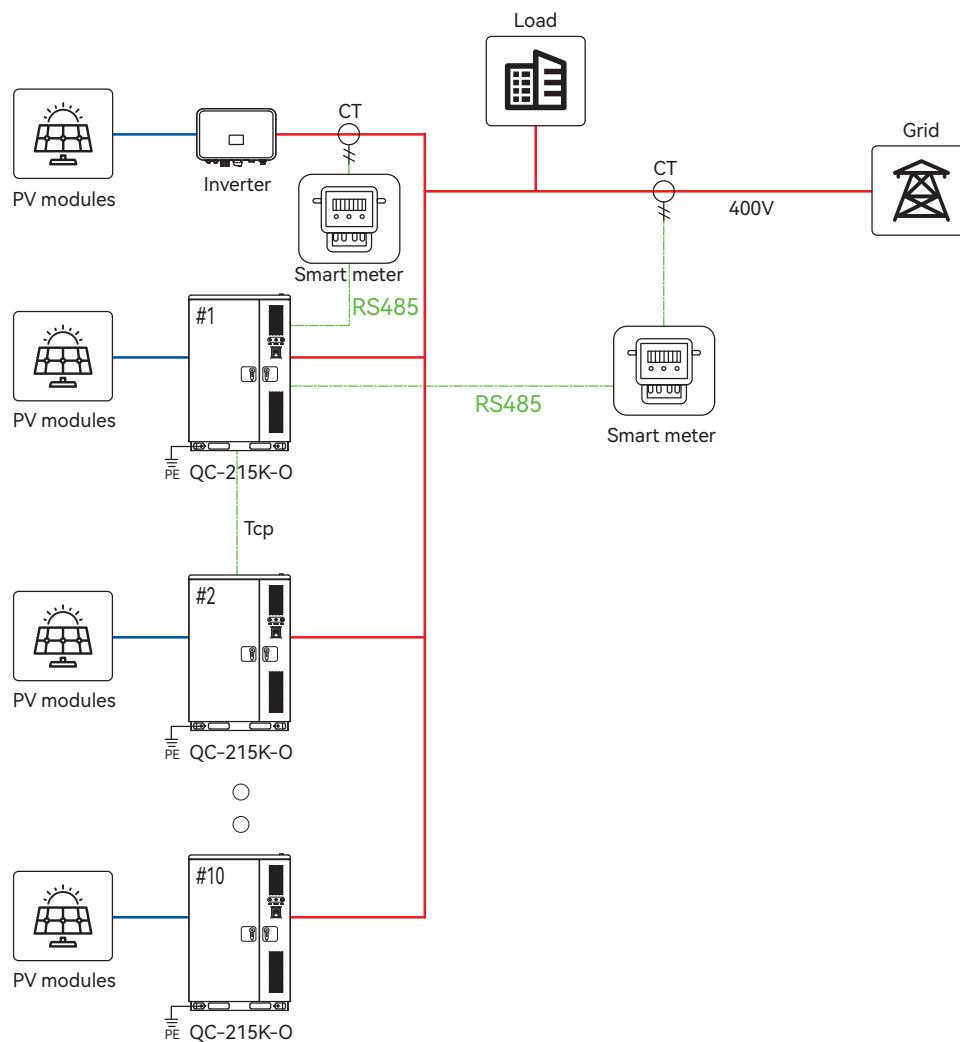 Load
CT
Grid
PV modules
Inverter
CT
400V
Smart meter
RS485
#1
PV modules
RS485
Smart meter
PE
QC-215K-O
Tcp
#2
PV modules
PE
QC-215K-O
#10
PV modules
PE
QC-215K-O